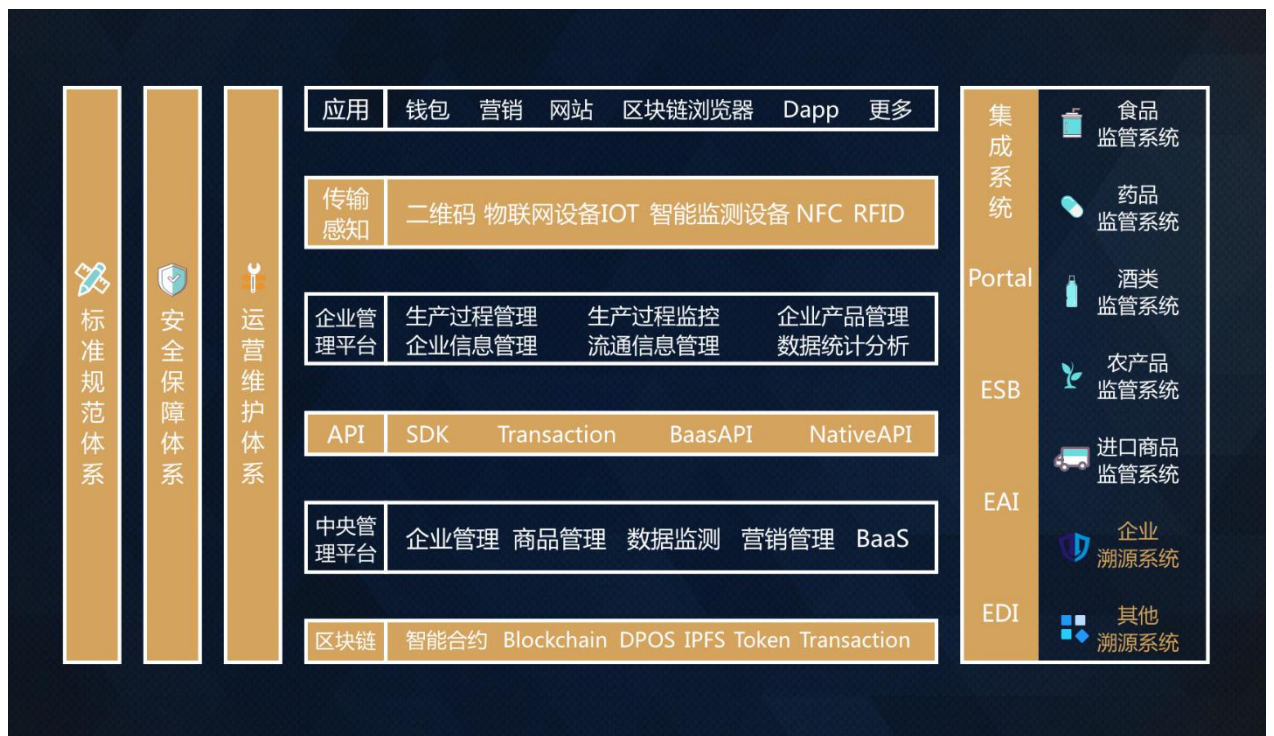 标准规范体系
安全保障体系
运营维护体系
应用 钱包 营销 网站 区块链浏览器 Dapp 更多
传输
感知
二维码 物联网设备IOT 智能监测设备 NFC RFID
企业管
理平台
生产过程管理 生产过程监控 企业产品管理
企业信息管理 流通信息管理 数据统计分析
API SDK Transaction BaasAPI NativeAPI
中央管
理平台
企业管理 商品管理 数据监测 营销管理 BaaS
区块链 智能合约 Blockchain DPOS IPFS Token Transaction
集成系统
Portal
ESB
EAI
EDI
食品
监管系统
药品
监管系统
酒类
监管系统
农产品
监管系统
进口商品
监管系统
企业
溯源系统
其他
溯源系统